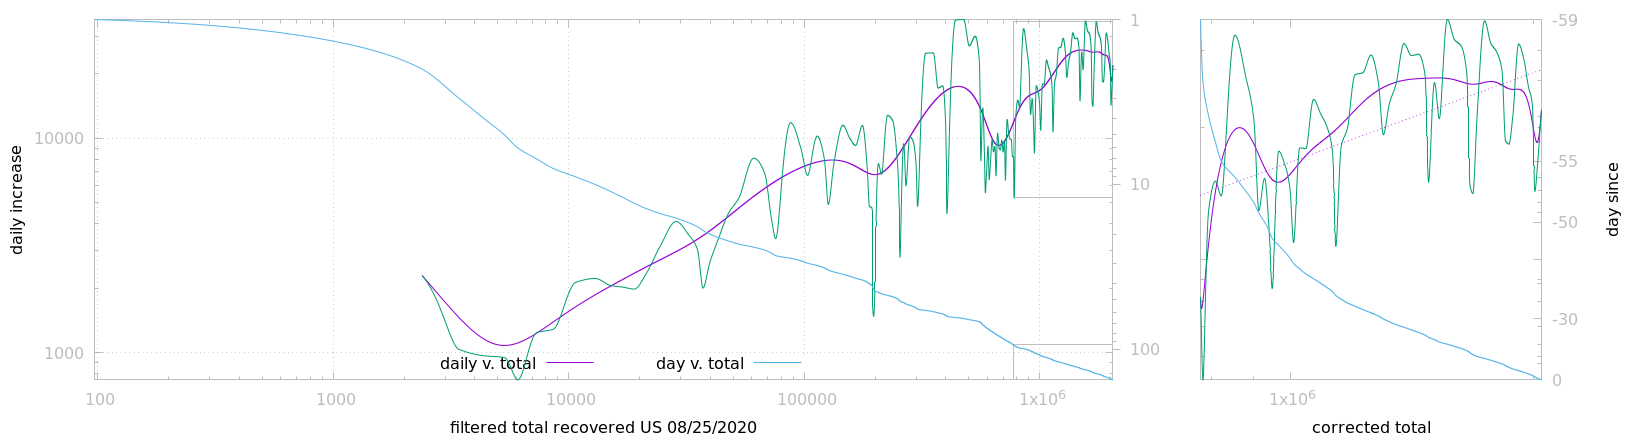 daily increase
10000
1000
daily v. total
day v. total
100
1000
10000
100000
1x10⁶
filtered total recovered US 08/25/2020
1
10
100
1x10⁶
corrected total
-59
-55
-50
-30
0
day since